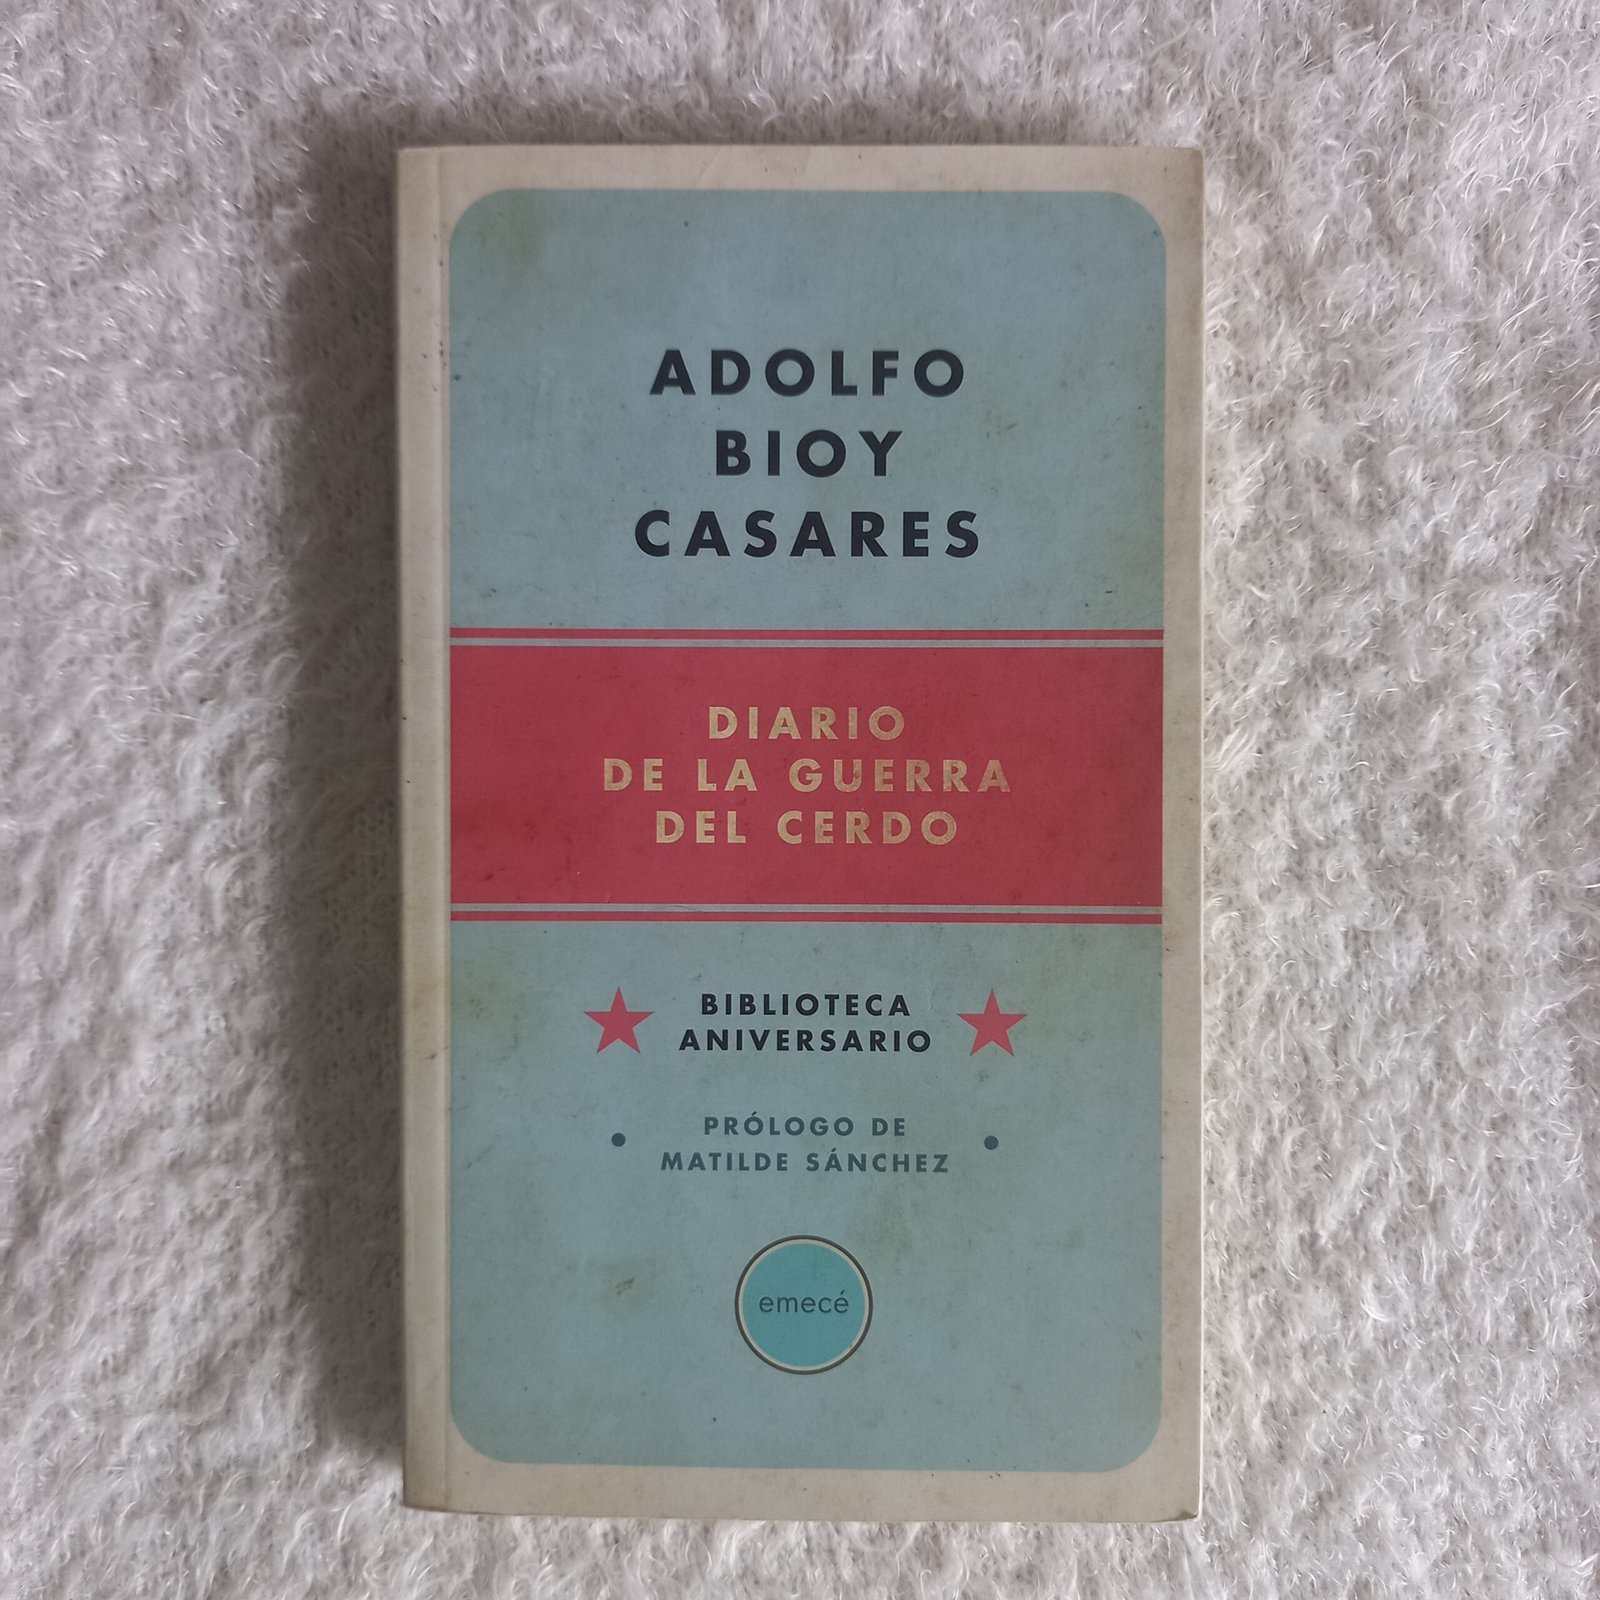 ADOLFO
BIOY
CASARES
DIARIO
DE LA GUERRA
DEL CERDO
BIBLIOTECA
ANIVERSARIO
PRÓLOGO DE
MATILDE SÁNCHEZ
emecé